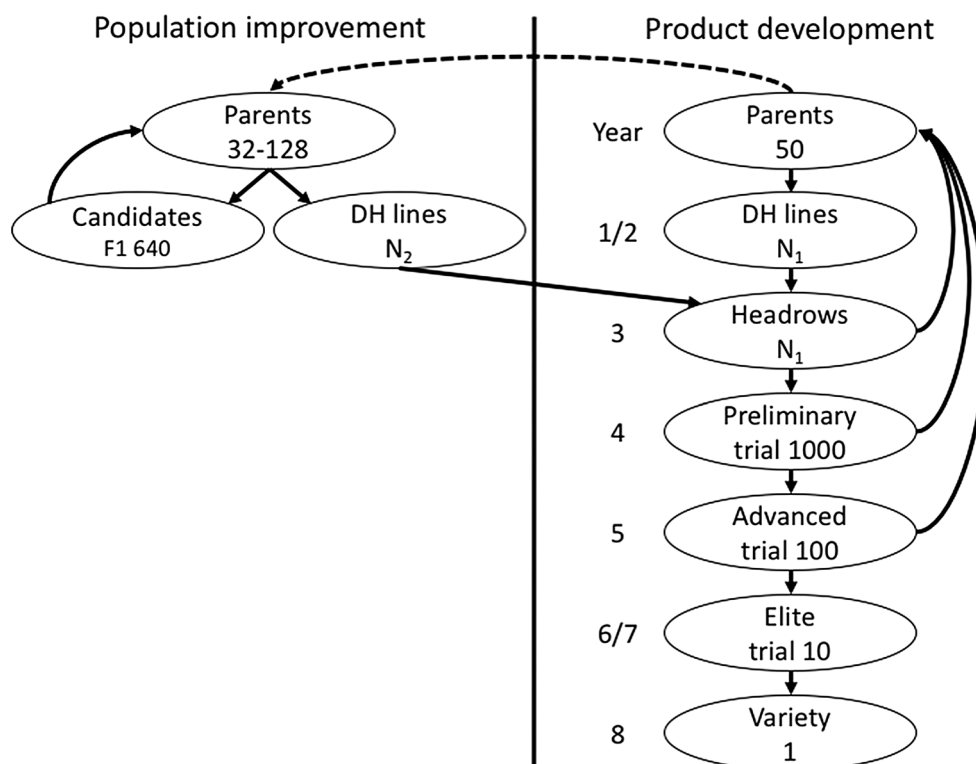 Population improvement
Parents
32-128
Candidates
F1 640
DH lines
N2
Product development
Year
Parents
50
1/2
DH lines
N1
3
Headrows
N1
4
Preliminary
trial 1000
5
Advanced
trial 100
6/7
Elite
trial 10
8
Variety
1